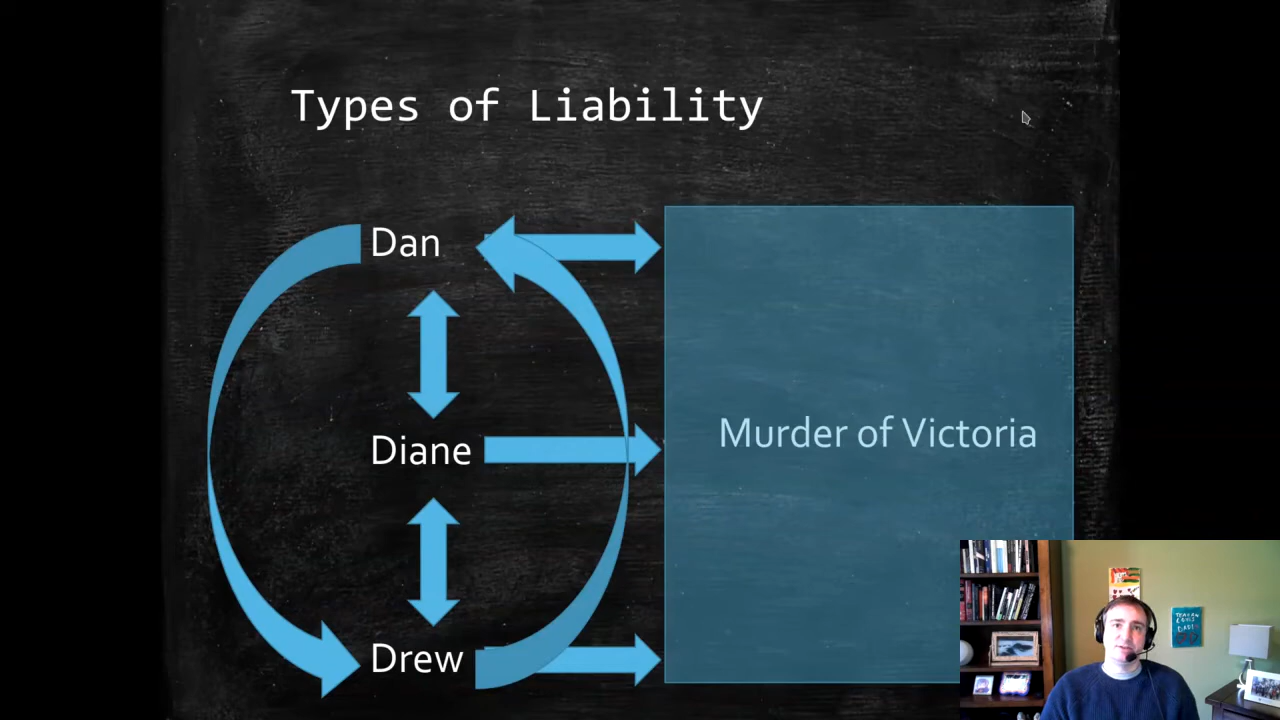 Types of Liability
Dan
Diane
Murder of Victoria
Drew